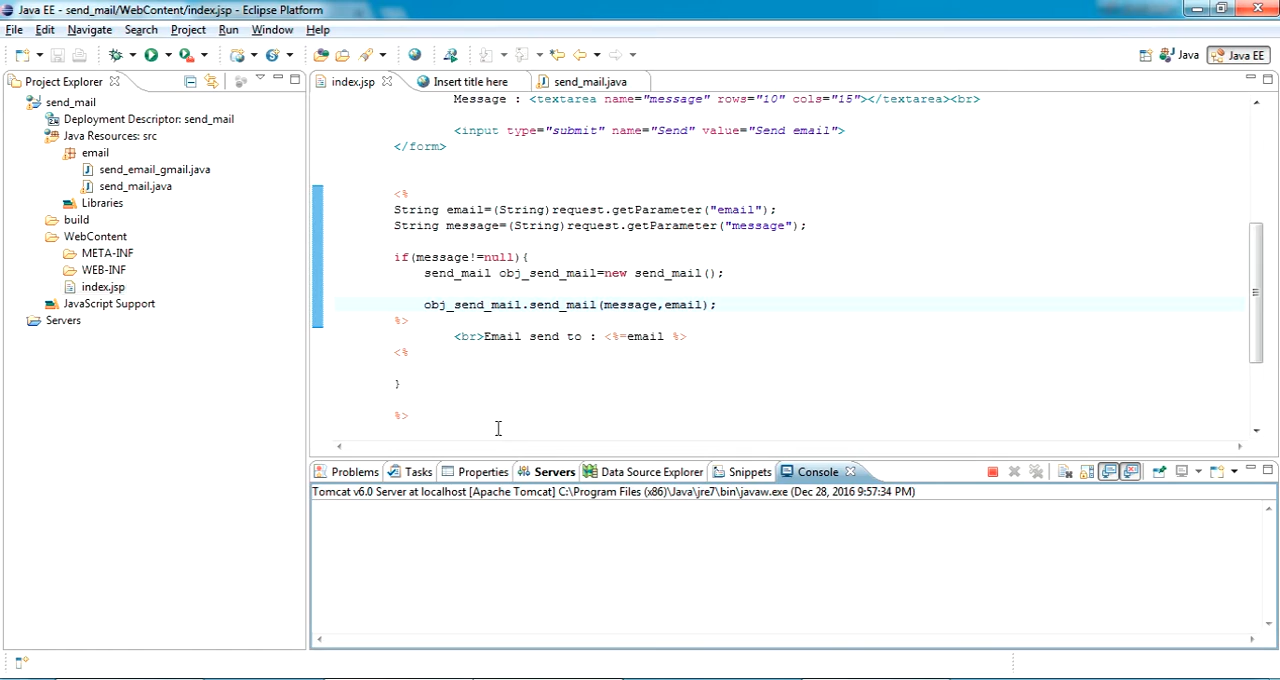 Java EE - send_mail/WebContent/index.jsp - Eclipse Platform
File Edit Navigate Search Project Run Window Help
Java Java EE
Project Explorer
send_mail
Deployment Descriptor: send_mail
Java Resources: src
email
send_email_gmail.java
send_mail.java
Libraries
build
WebContent
META-INF
WEB-INF
index.jsp
JavaScript Support
Servers
index.jsp Insert title here send_mail.java
Message : <textarea name="message" rows="10" cols="15"></textarea><br>
<input type="submit" name="Send" value="Send email">
</form>
<%
String email=(String)request.getParameter("email");
String message=(String)request.getParameter("message");
if(message!=null){
send_mail obj_send_mail=new send_mail();
obj_send_mail.send_mail(message,email);
%>
<br>Email send to : <%=email %>
<%
}
%>
Problems Tasks Properties Servers Data Source Explorer Snippets Console
Tomcat v6.0 Server at localhost [Apache Tomcat] C:\Program Files (x86)\Java\jre7\bin\javaw.exe (Dec 28, 2016 9:57:34 PM)